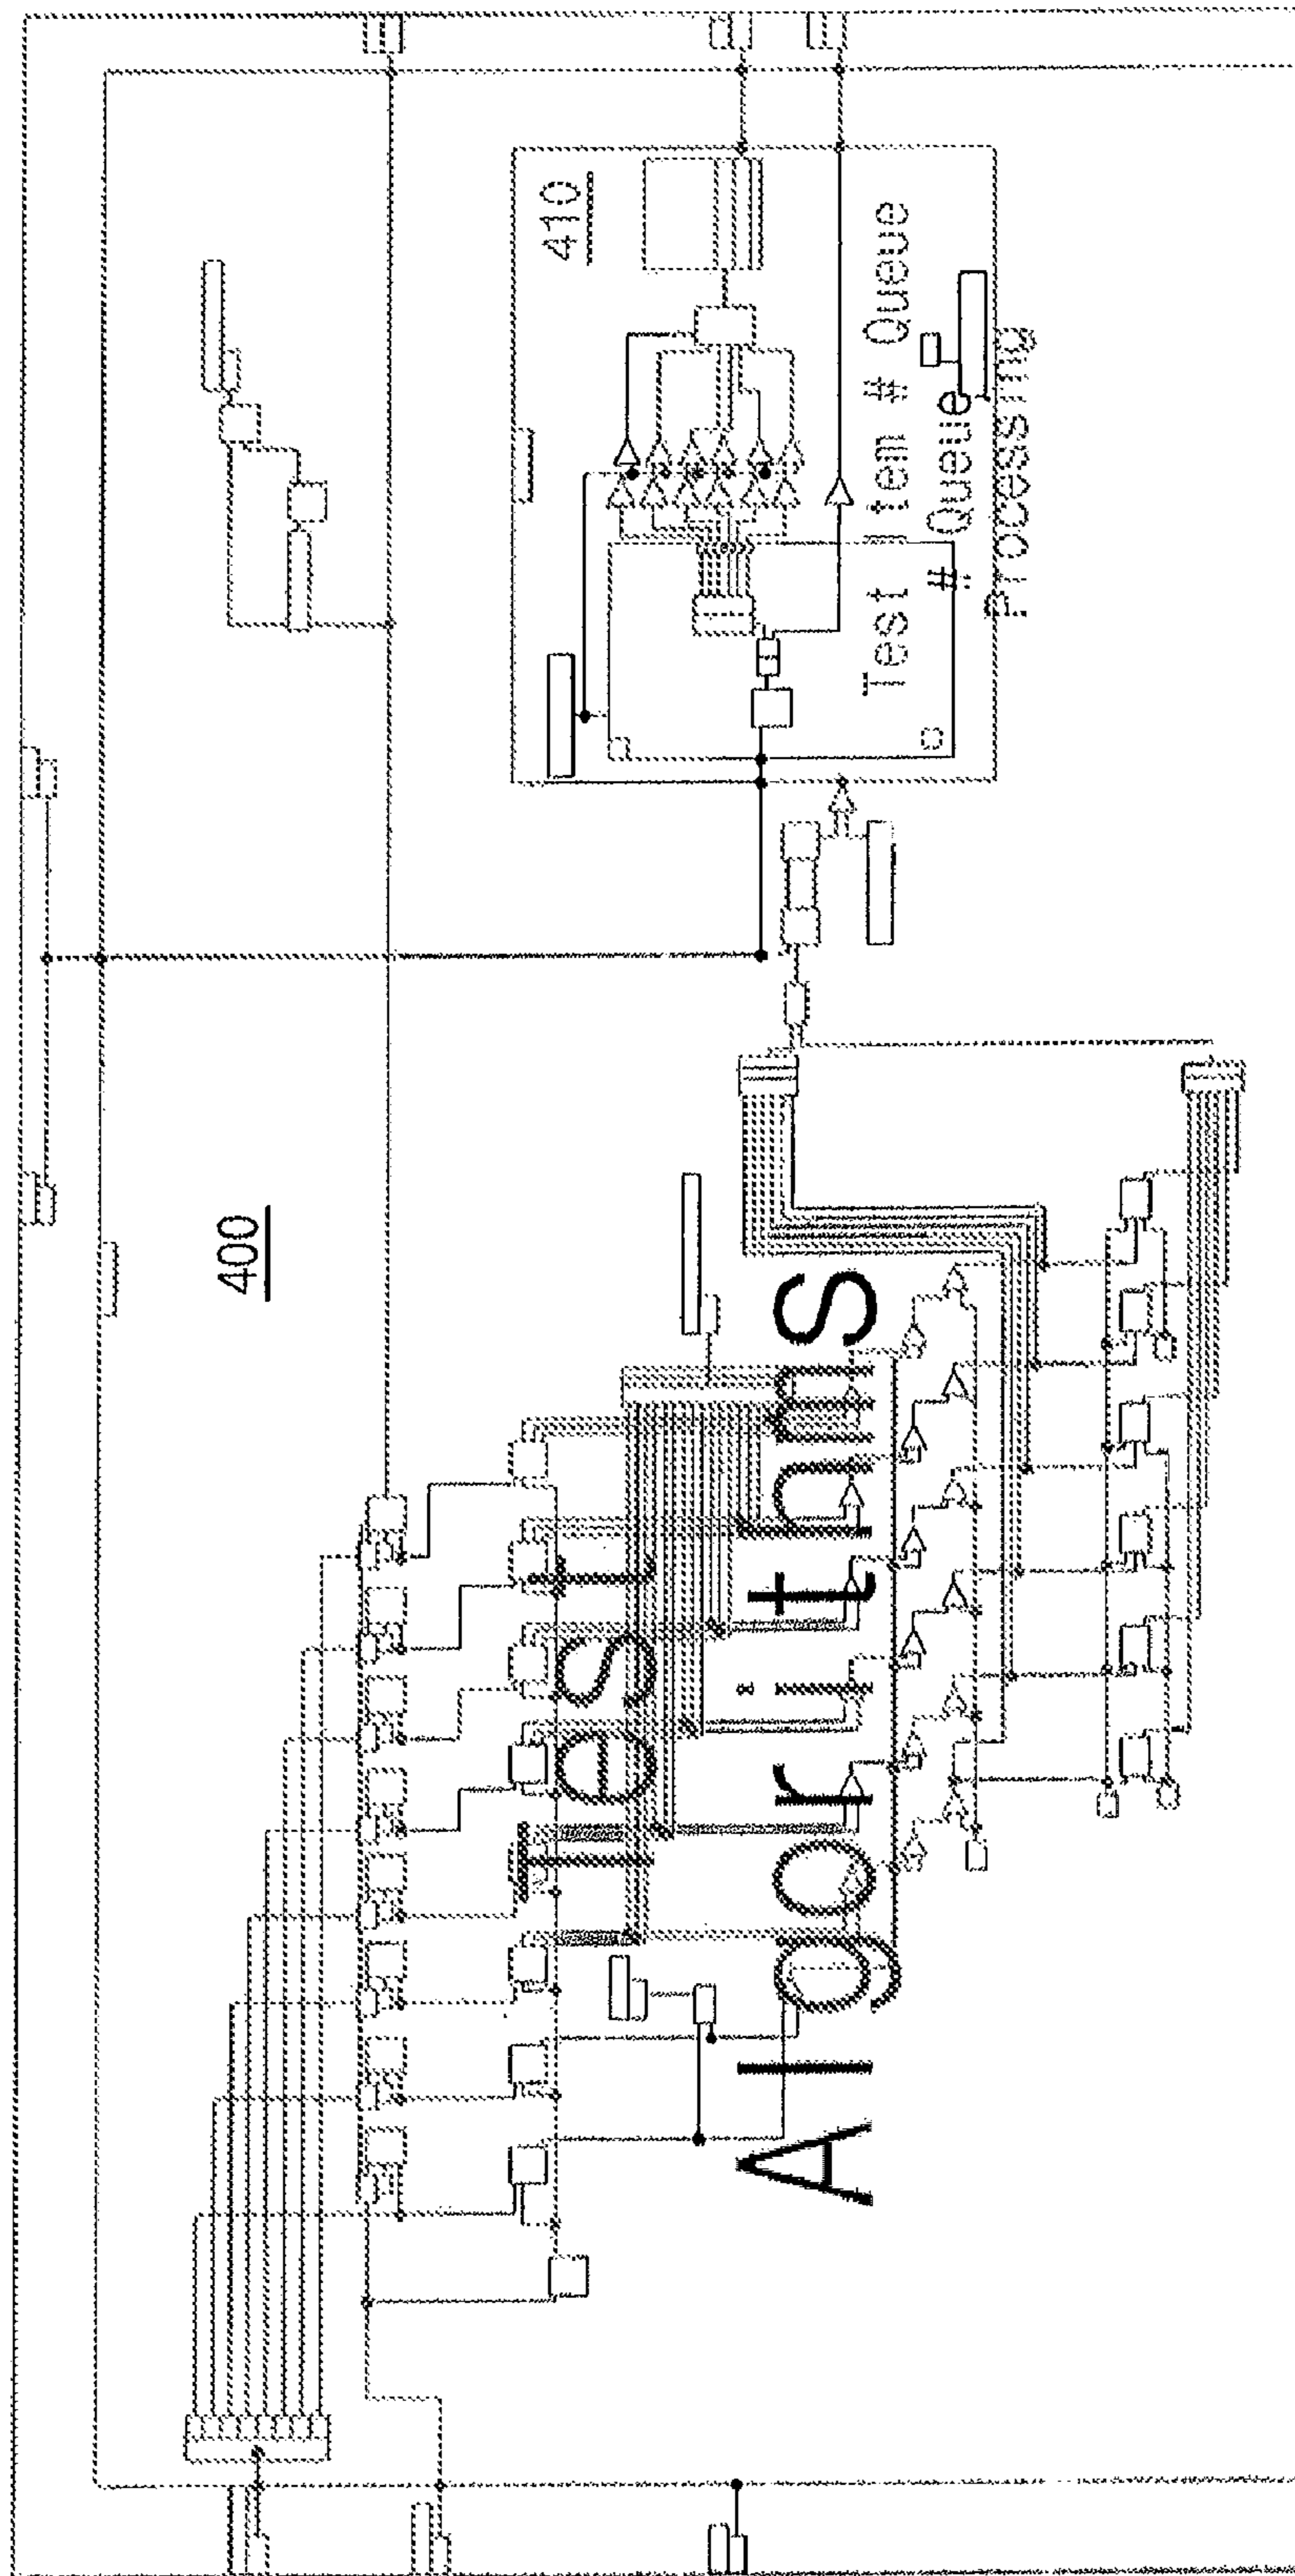 400
410
Test
Algorithms
Test Item # Queue
# Queue
Processing